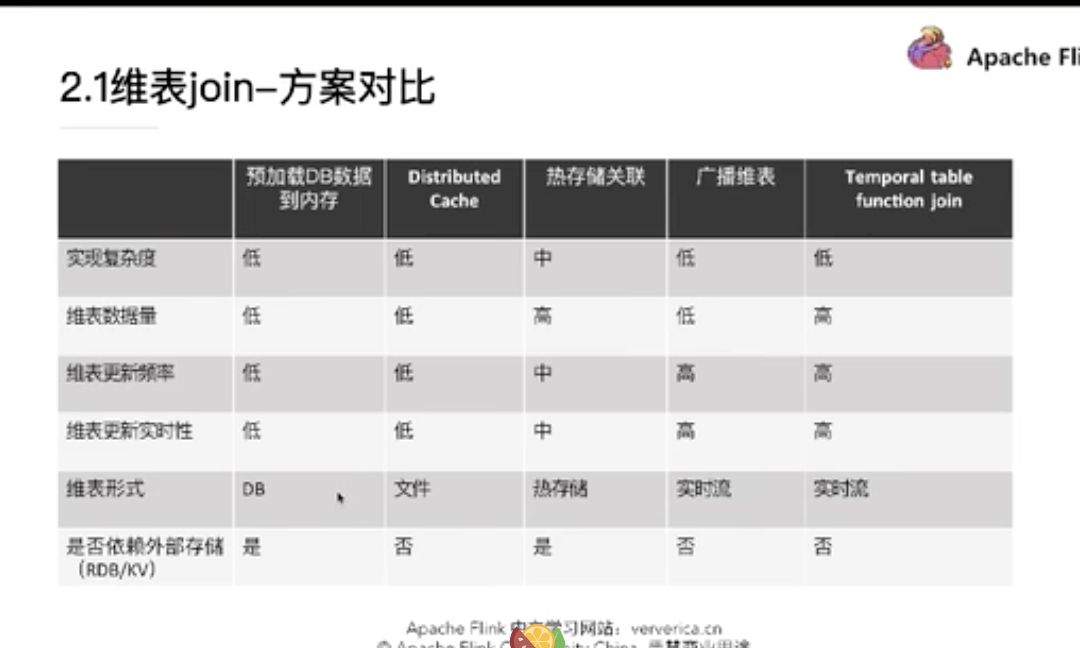 Apache Fli
2.1维表join–方案对比
预加载DB数据到内存 Distributed Cache 热存储关联 广播维表 Temporal table function join
实现复杂度 低 低 中 低 低
维表数据量 低 低 高 低 高
维表更新频率 低 低 中 高 高
维表更新实时性 低 低 中 高 高
维表形式 DB 文件 热存储 实时流 实时流
是否依赖外部存储（RDB/KV） 是 否 是 否 否
Apache Flink 学习网站：ververica.cn
© Apache Flink China